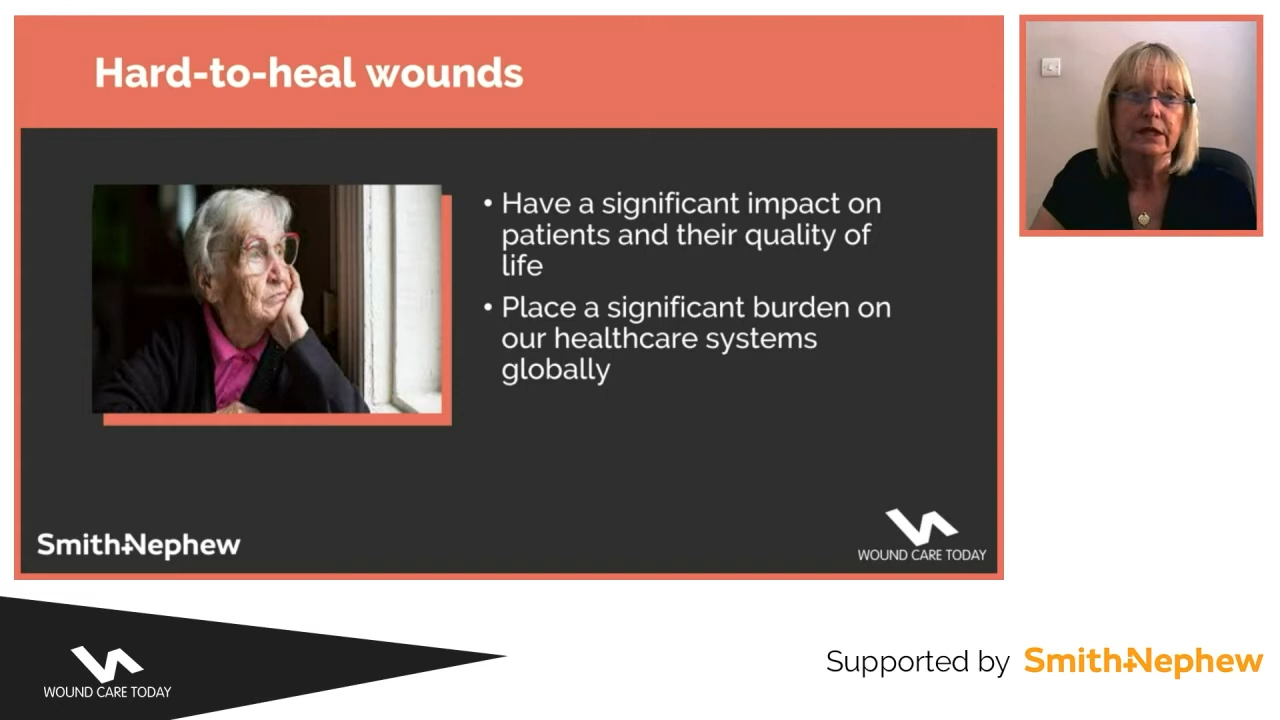 Hard-to-heal wounds
• Have a significant impact on
patients and their quality of
life
• Place a significant burden on
our healthcare systems
globally
Smith+Nephew
WOUND CARE TODAY
WOUND CARE TODAY
Supported by Smith+Nephew